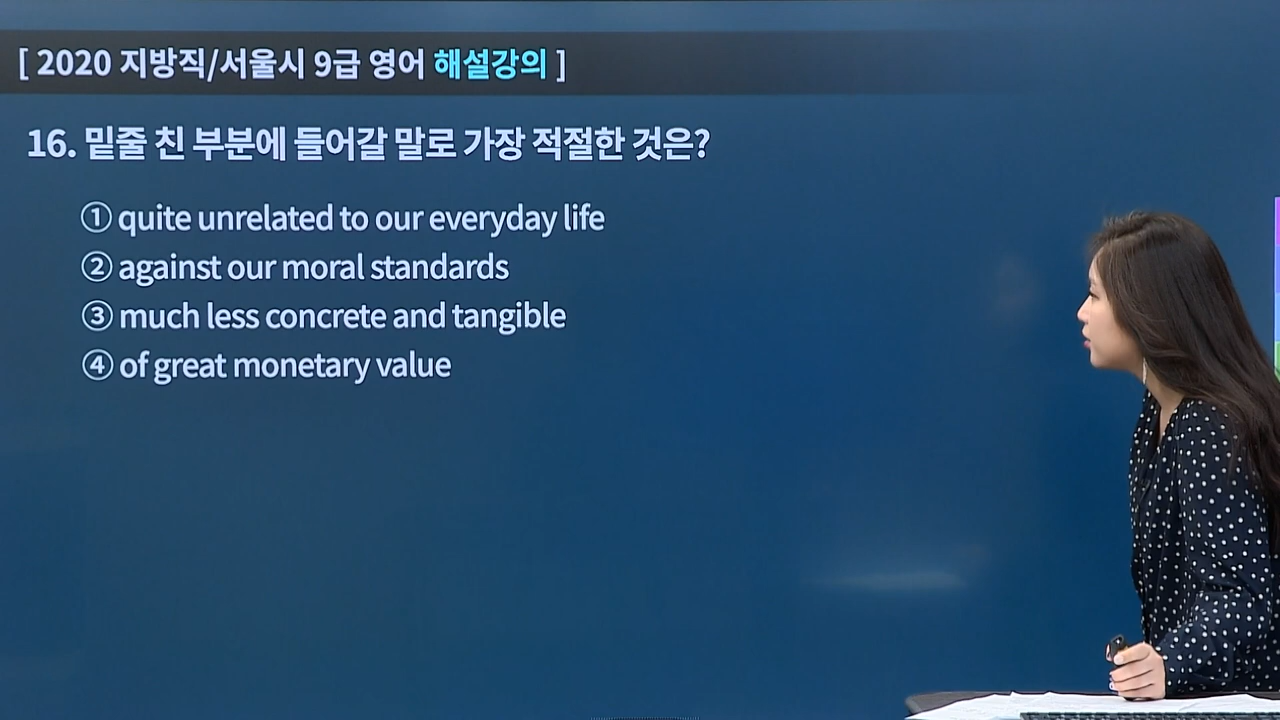 [ 2020 지방직/서울시 9급 영어 해설강의 ]
16. 밑줄 친 부분에 들어갈 말로 가장 적절한 것은?
① quite unrelated to our everyday life
② against our moral standards
③ much less concrete and tangible
④ of great monetary value